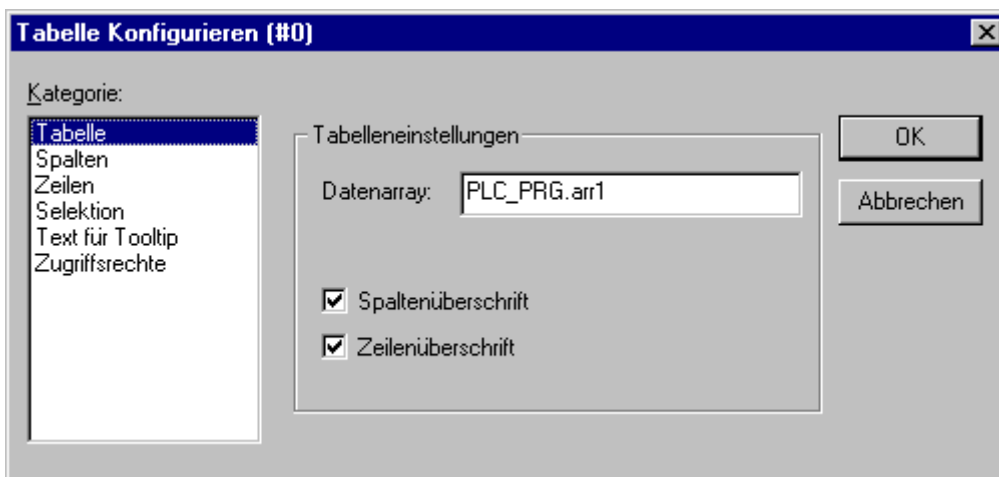 Tabelle Konfigurieren (#0)
Kategorie:
Tabelle
Spalten
Zeilen
Selektion
Text für Tooltip
Zugriffsrechte
Tabelleneinstellungen
Datenarray: PLC_PRG.arr1
Spaltenüberschrift
Zeilenüberschrift
OK
Abbrechen